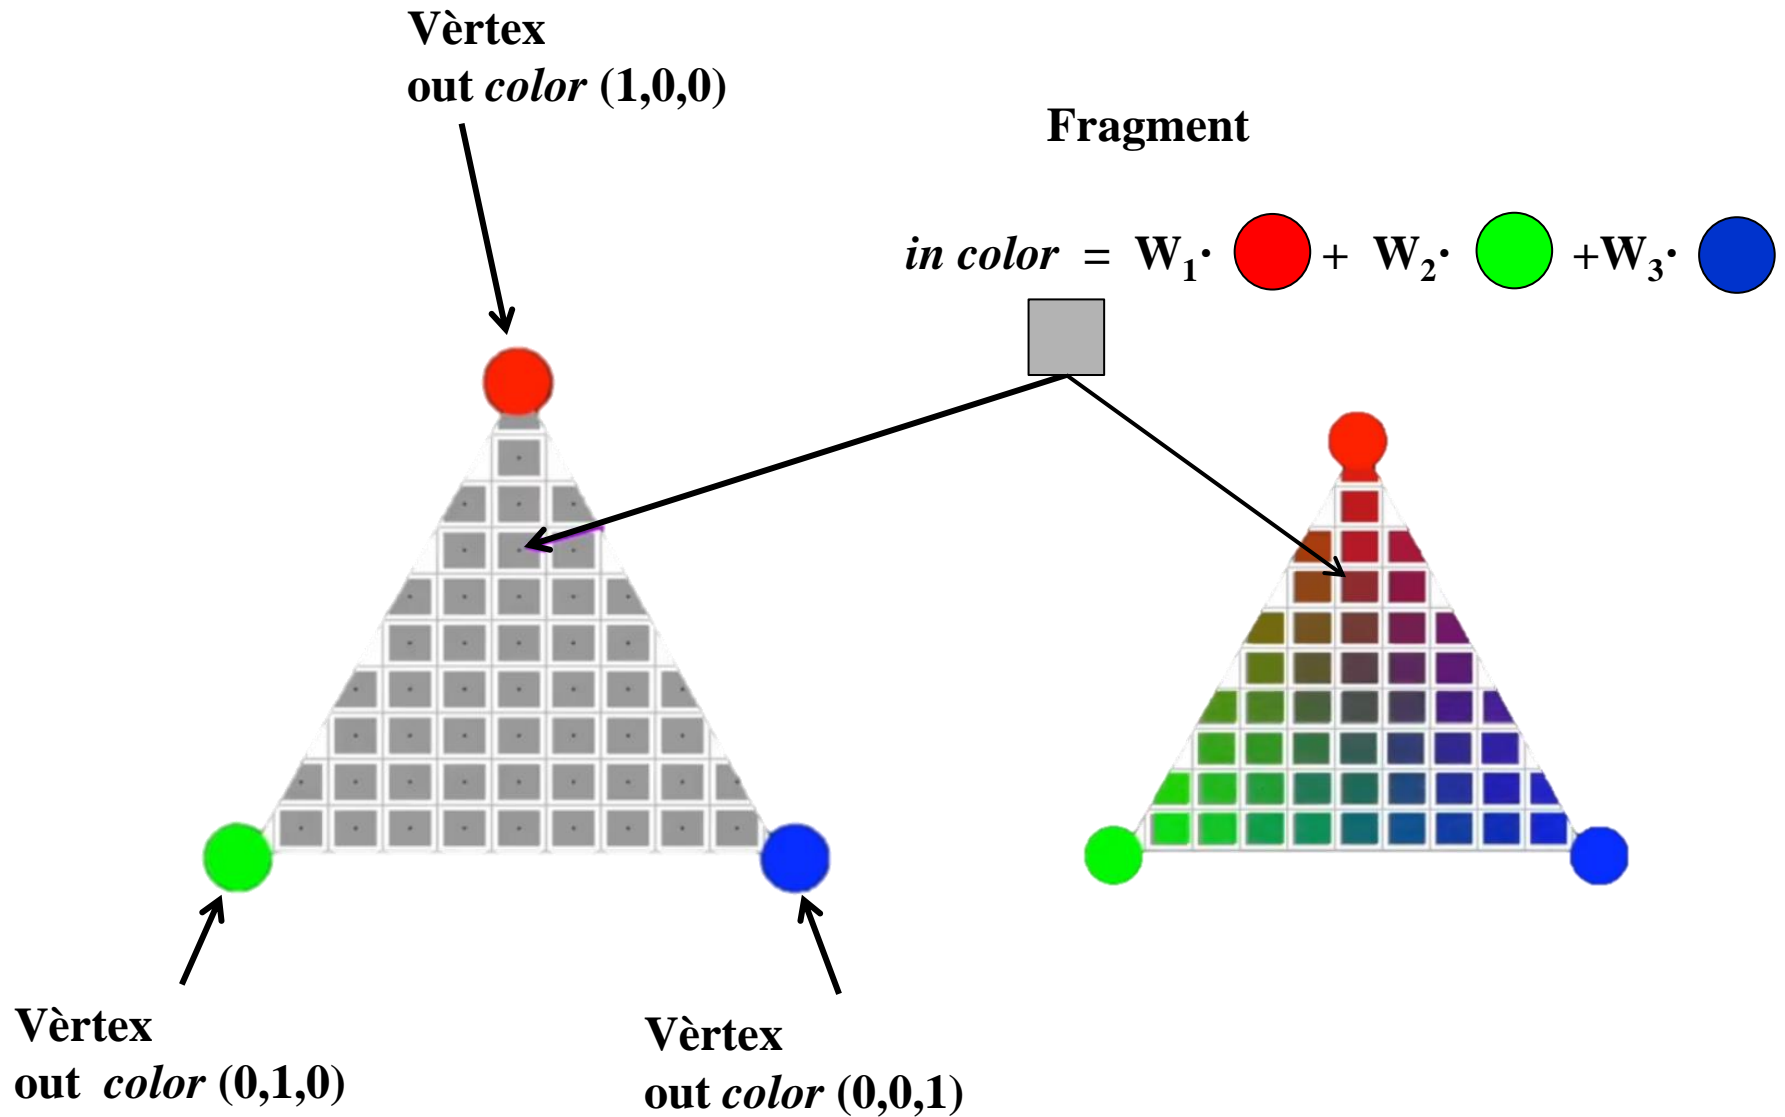 Vèrtex
out color (1,0,0)
Fragment
in color = W₁· + W₂· +W₃·
Vèrtex
out color (0,1,0)
Vèrtex
out color (0,0,1)